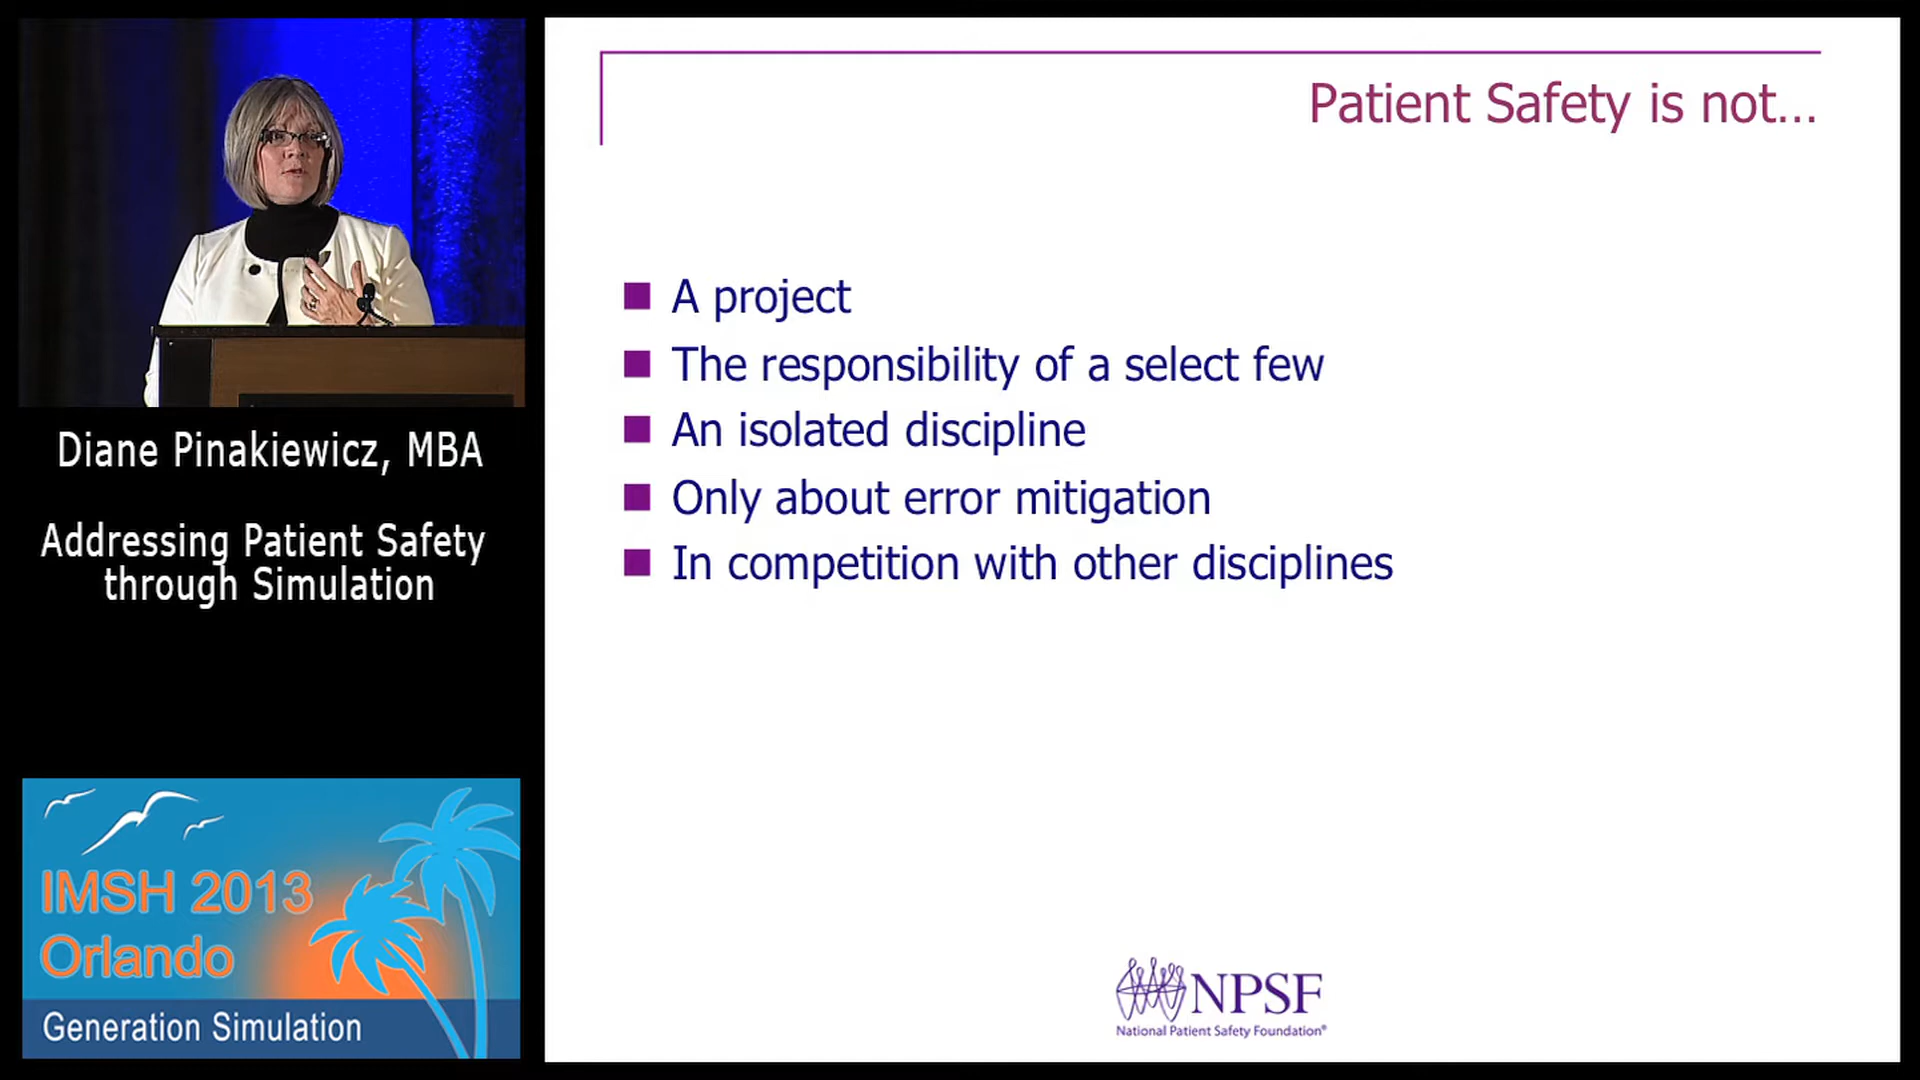 Patient Safety is not...
A project
The responsibility of a select few
An isolated discipline
Only about error mitigation
In competition with other disciplines
NPSF
National Patient Safety Foundation®
Diane Pinakiewicz, MBA
Addressing Patient Safety
through Simulation
IMSH 2013
Orlando
Generation Simulation